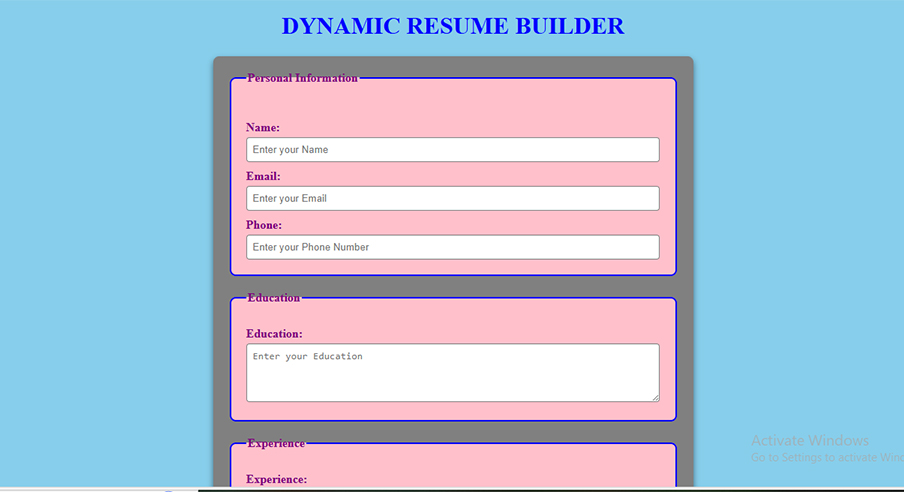 DYNAMIC RESUME BUILDER
Personal Information
Name:
Enter your Name
Email:
Enter your Email
Phone:
Enter your Phone Number
Education
Education:
Enter your Education
Experience
Experience:
Activate Windows
Go to Settings to activate Wind